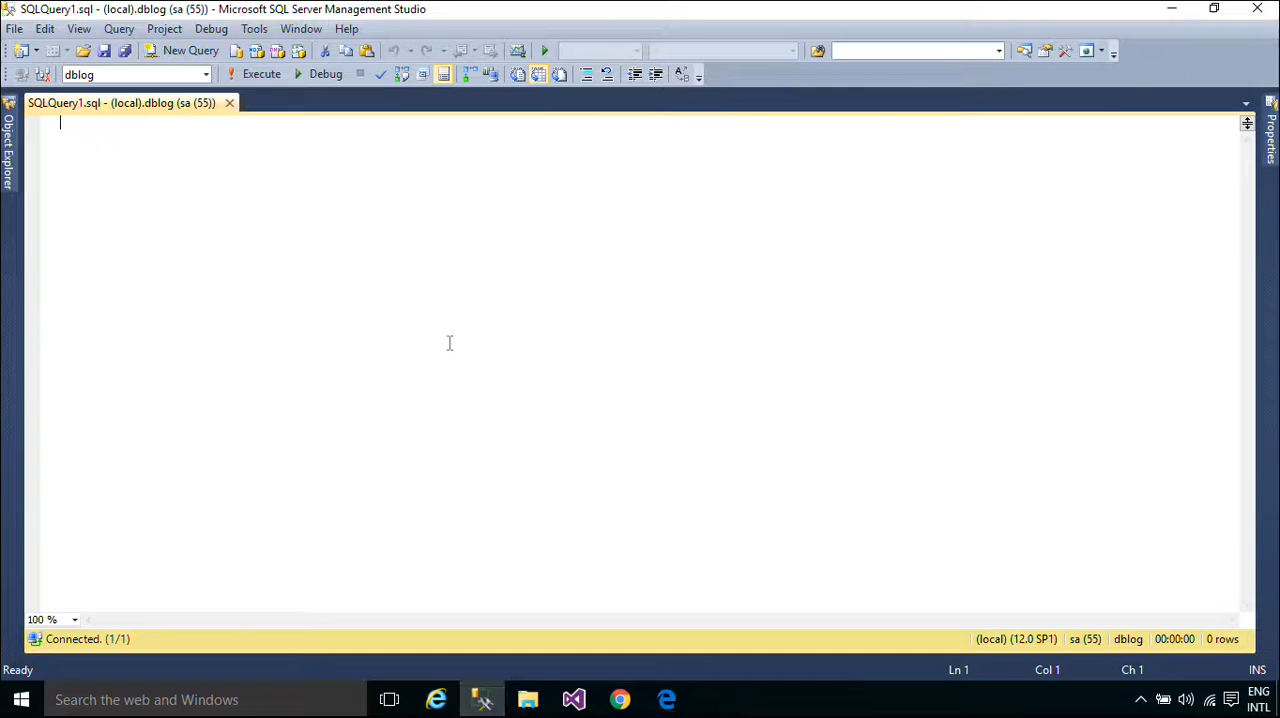 SQLQuery1.sql - (local).dblog (sa (55)) - Microsoft SQL Server Management Studio
File Edit View Query Project Debug Tools Window Help
New Query
dblog Execute Debug
SQLQuery1.sql - (local).dblog (sa (55))
Object Explorer
Properties
100 %
Connected. (1/1) (local) (12.0 SP1) sa (55) dblog 00:00:00 0 rows
Ready Ln 1 Col 1 Ch 1 INS
Search the web and Windows
ENG
INTL